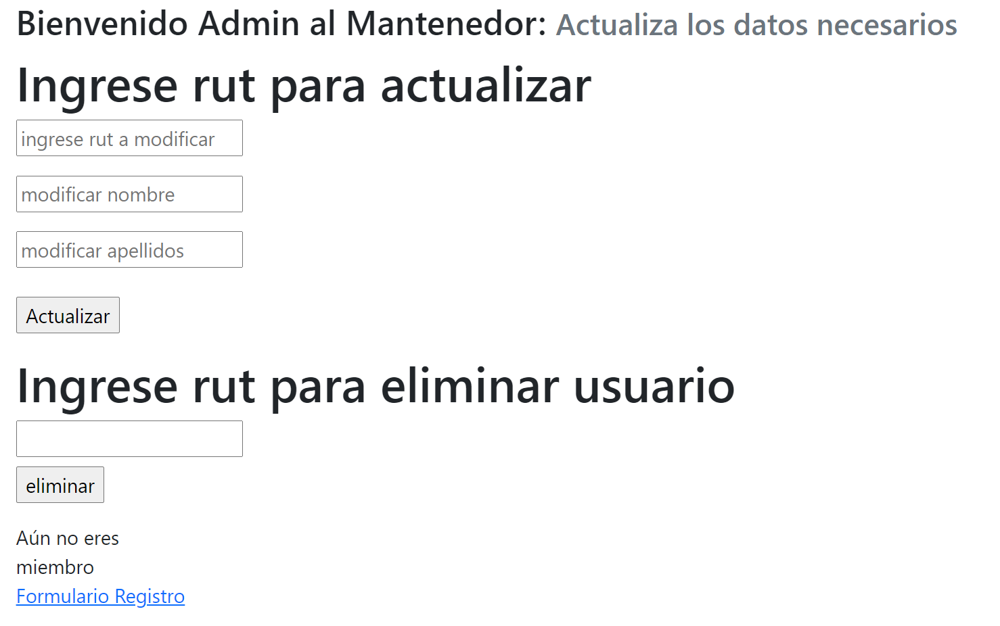 Bienvenido Admin al Mantenedor: Actualiza los datos necesarios
Ingrese rut para actualizar
ingrese rut a modificar
modificar nombre
modificar apellidos
Actualizar
Ingrese rut para eliminar usuario
eliminar
Aún no eres
miembro
Formulario Registro